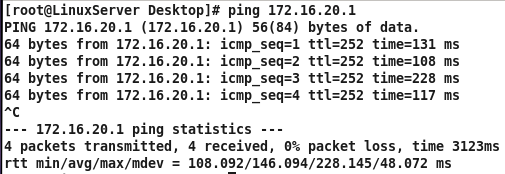 [root@LinuxServer Desktop]# ping 172.16.20.1
PING 172.16.20.1 (172.16.20.1) 56(84) bytes of data.
64 bytes from 172.16.20.1: icmp_seq=1 ttl=252 time=131 ms
64 bytes from 172.16.20.1: icmp_seq=2 ttl=252 time=108 ms
64 bytes from 172.16.20.1: icmp_seq=3 ttl=252 time=228 ms
64 bytes from 172.16.20.1: icmp_seq=4 ttl=252 time=117 ms
^C
--- 172.16.20.1 ping statistics ---
4 packets transmitted, 4 received, 0% packet loss, time 3123ms
rtt min/avg/max/mdev = 108.092/146.094/228.145/48.072 ms